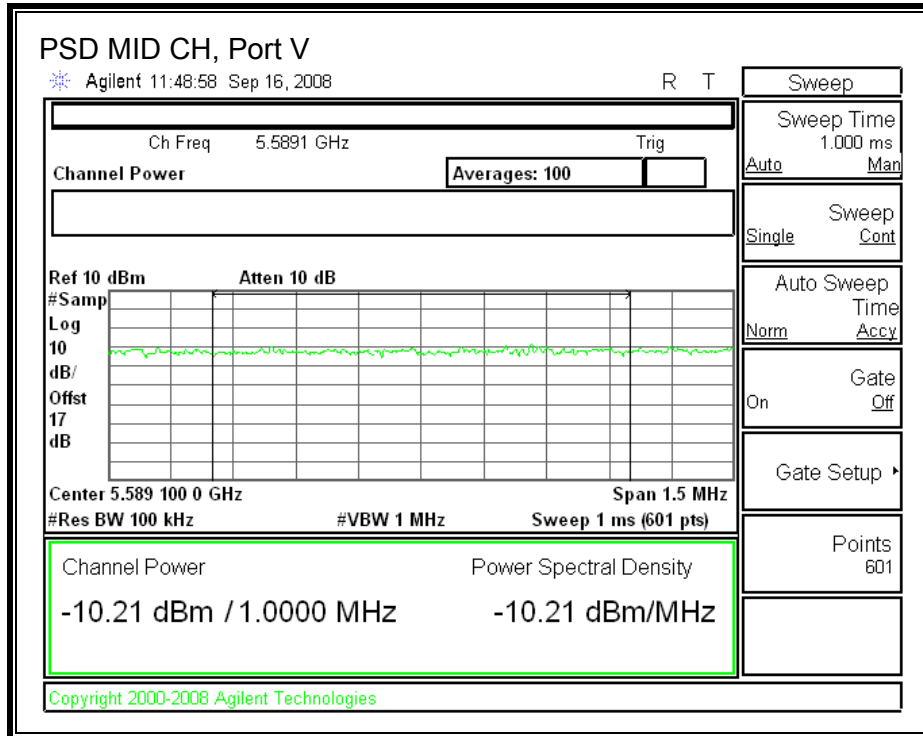 PSD MID CH, Port V
Agilent 11:48:58 Sep 16, 2008 R T
Ch Freq 5.5891 GHz Trig
Channel Power Averages: 100
Ref 10 dBm Atten 10 dB
#Samp
Log
10
dB/
Offst
17
dB
Center 5.589 100 0 GHz Span 1.5 MHz
#Res BW 100 kHz #VBW 1 MHz Sweep 1 ms (601 pts)
Channel Power Power Spectral Density
-10.21 dBm / 1.0000 MHz -10.21 dBm/MHz
Copyright 2000-2008 Agilent Technologies
Sweep
Sweep Time
1.000 ms
Auto Man
Sweep
Single Cont
Auto Sweep
Time
Norm Accy
Gate
On Off
Gate Setup
Points
601